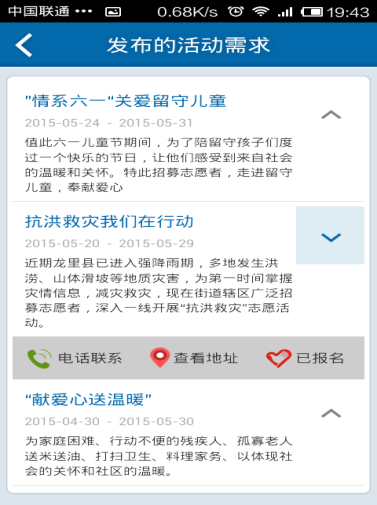 中国联通 ••• 0.68K/s 19:43
发布的活动需求
"情系六一“关爱留守儿童
2015-05-24 - 2015-05-31
值此六一儿童节期间，为了陪留守孩子们度
过一个快乐的节日，让他们感受到来自社会
的温暖和关怀。特此招募志愿者，走进留守
儿童，奉献爱心
抗洪救灾我们在行动
2015-05-20 - 2015-05-29
近期龙里县已进入强降雨期，多地发生洪
涝、山体滑坡等地质灾害，为第一时间掌握
灾情信息，减灾救灾，现在街道辖区广泛招
募志愿者，深入一线开展“抗洪救灾”志愿活
动。
电话联系 查看地址 已报名
“献爱心送温暖”
2015-04-30 - 2015-05-30
为家庭困难、行动不便的残疾人、孤寡老人
送米送油、打扫卫生、料理家务、以体现社
会的关怀和社区的温暖。